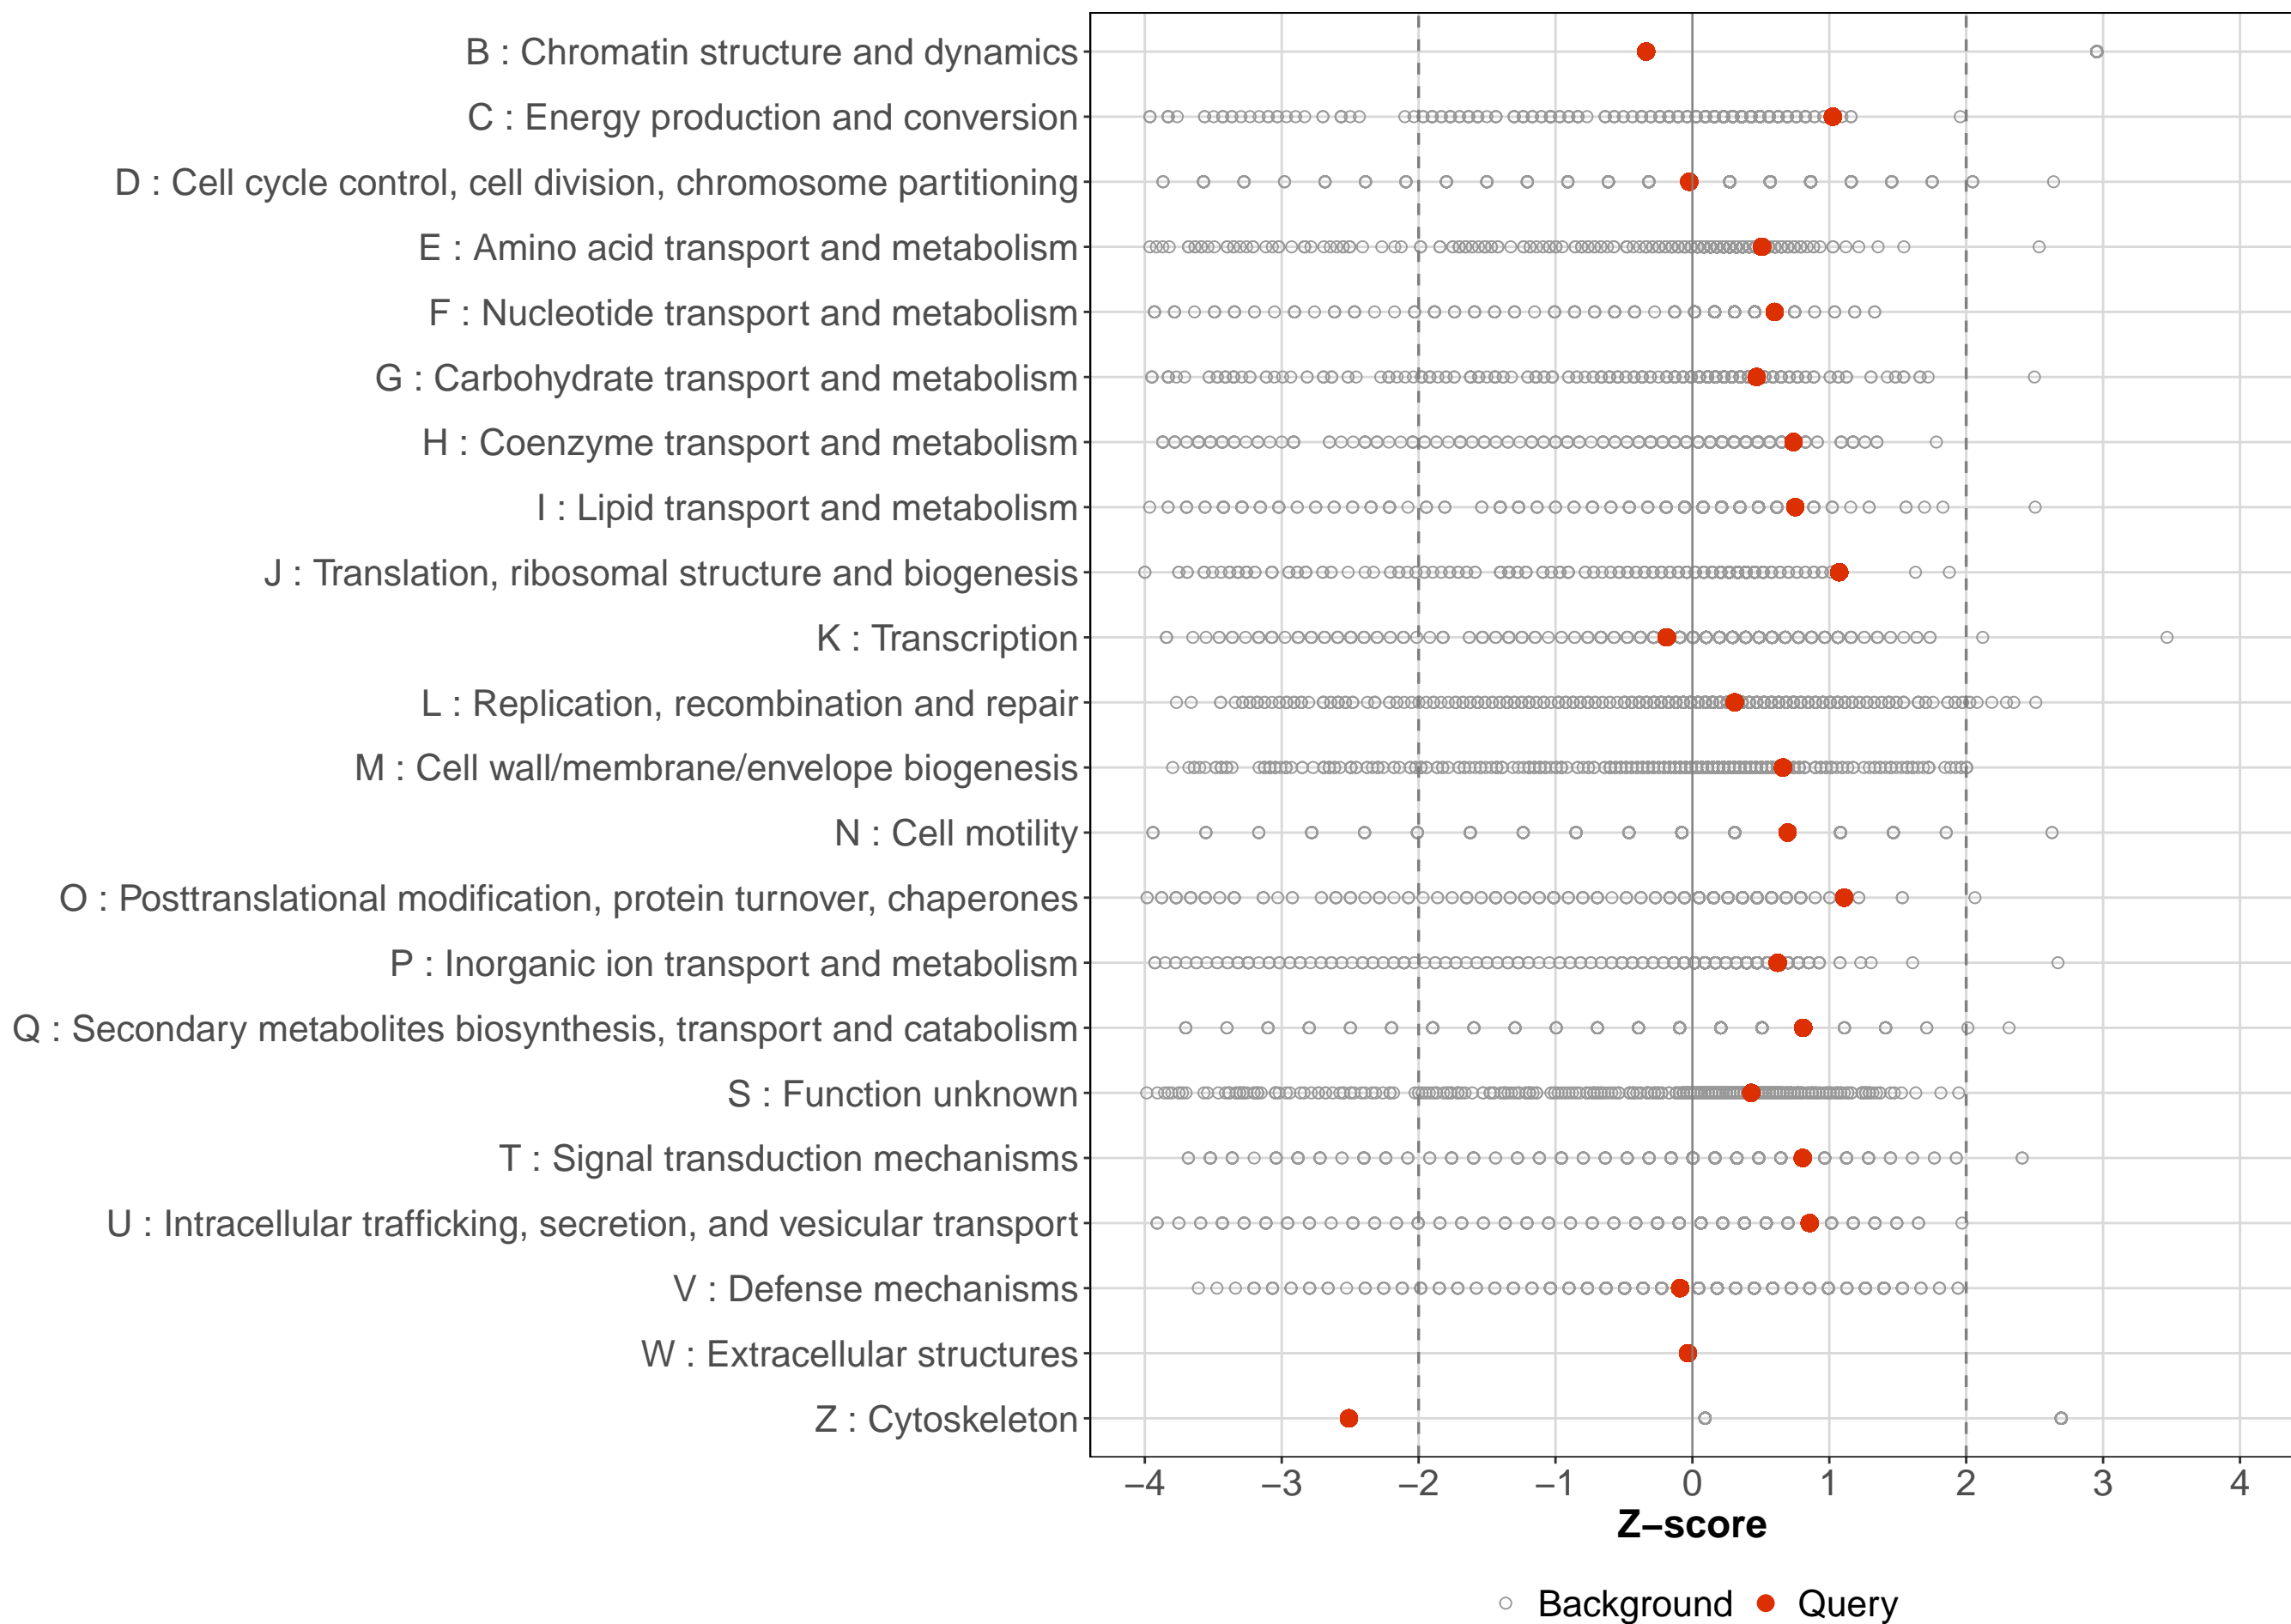 B : Chromatin structure and dynamics
C : Energy production and conversion
D : Cell cycle control, cell division, chromosome partitioning
E : Amino acid transport and metabolism
F : Nucleotide transport and metabolism
G : Carbohydrate transport and metabolism
H : Coenzyme transport and metabolism
I : Lipid transport and metabolism
J : Translation, ribosomal structure and biogenesis
K : Transcription
L : Replication, recombination and repair
M : Cell wall/membrane/envelope biogenesis
N : Cell motility
O : Posttranslational modification, protein turnover, chaperones
P : Inorganic ion transport and metabolism
Q : Secondary metabolites biosynthesis, transport and catabolism
S : Function unknown
T : Signal transduction mechanisms
U : Intracellular trafficking, secretion, and vesicular transport
V : Defense mechanisms
W : Extracellular structures
Z : Cytoskeleton
−4 −3 −2 −1 0 1 2 3 4
Z−score
Background Query